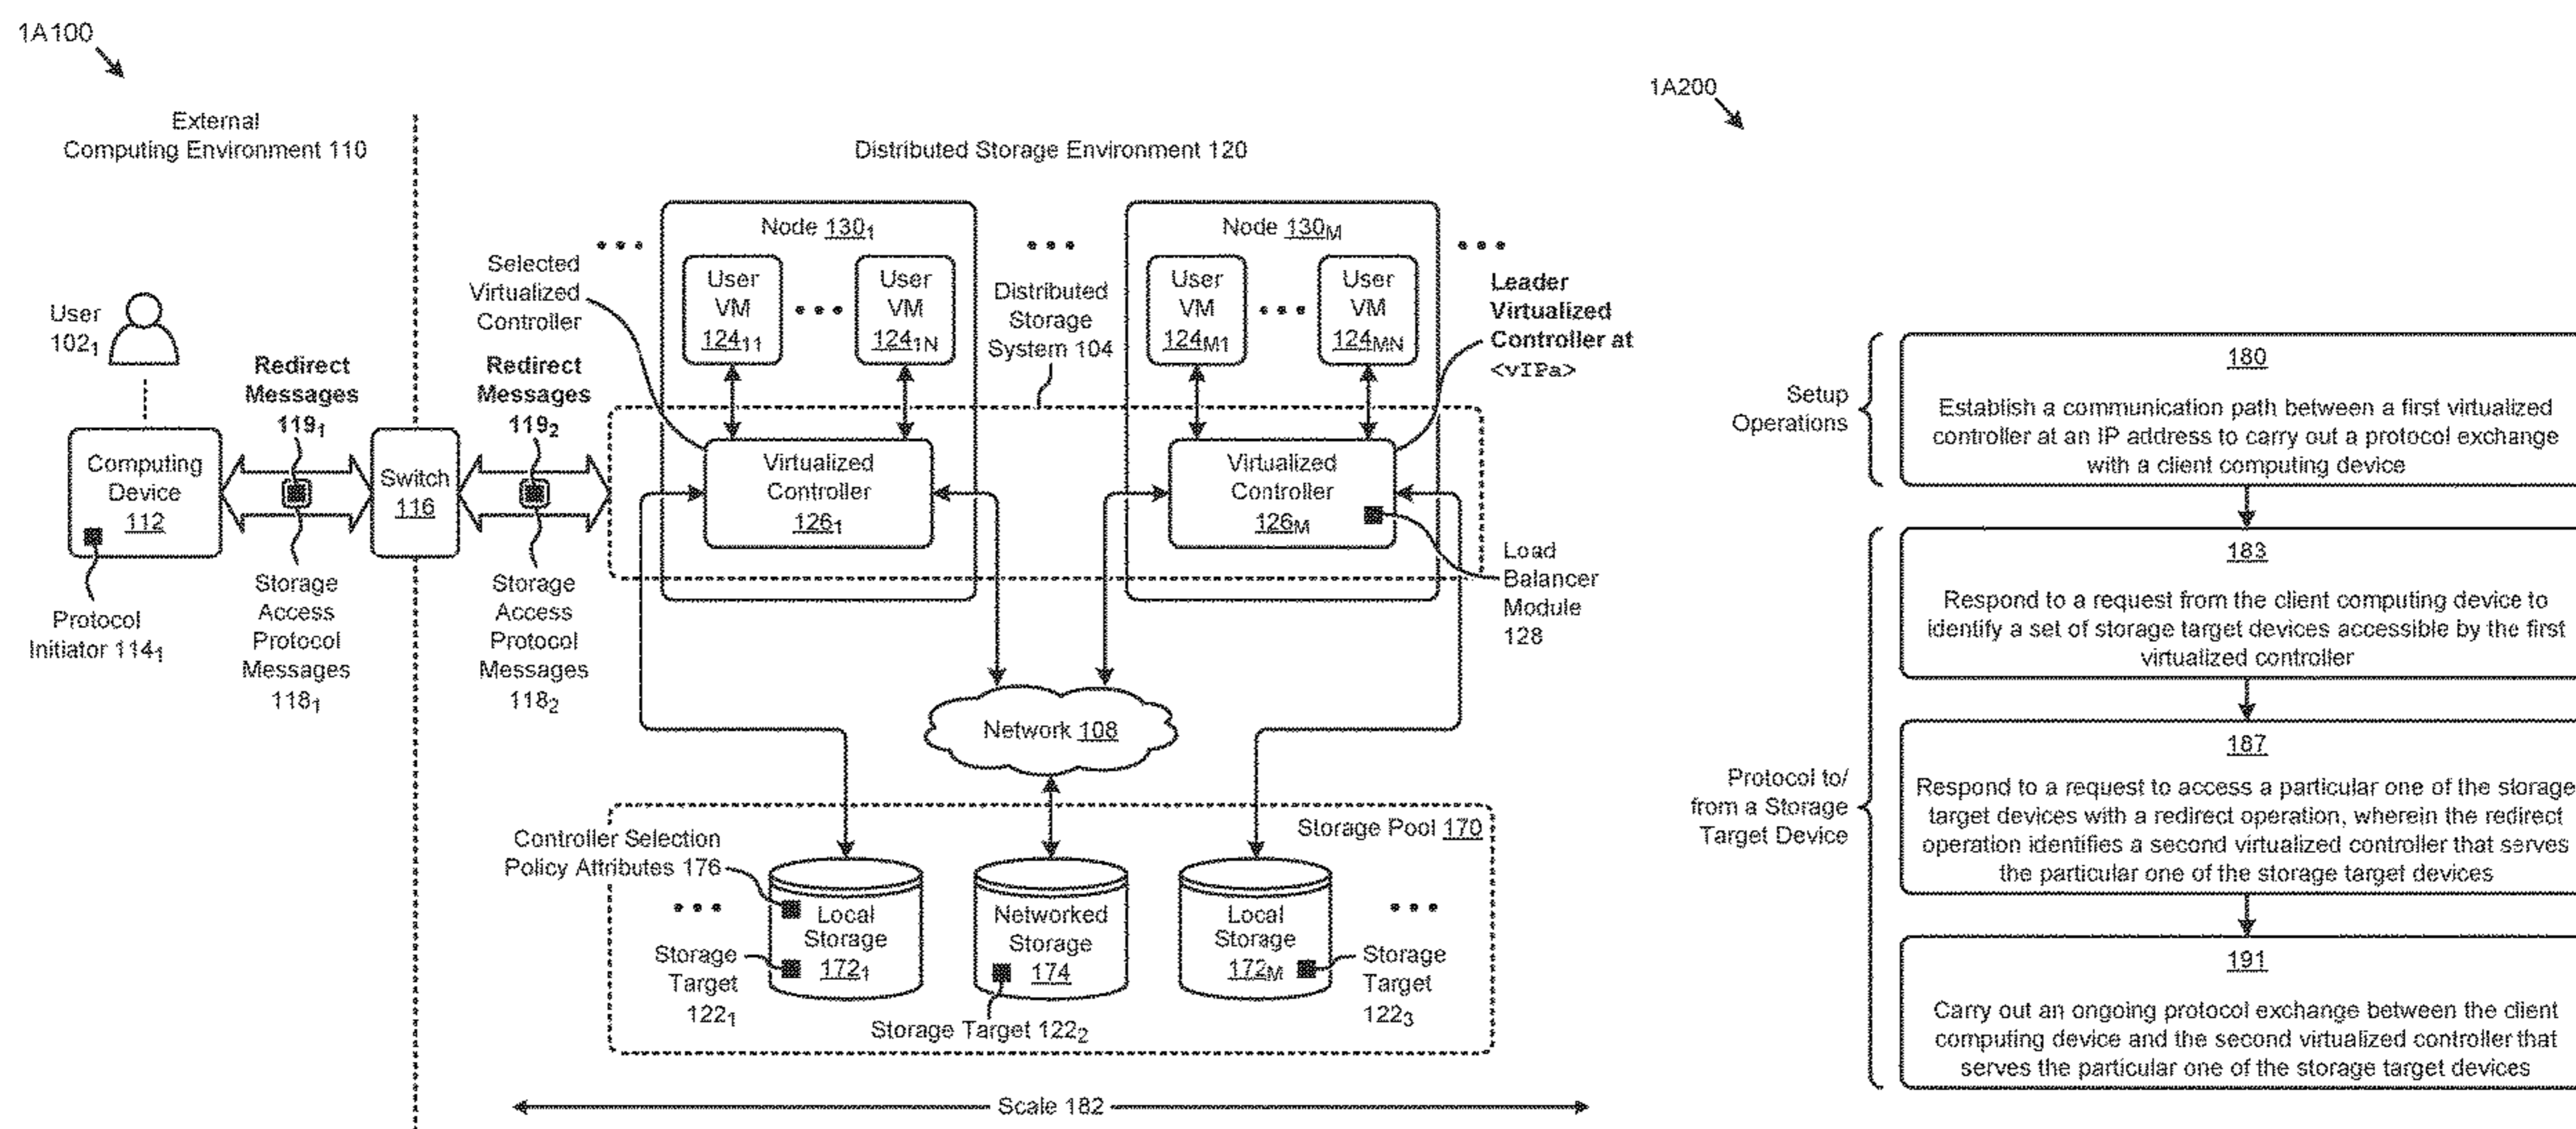 1A100
External
Computing Environment 110
Distributed Storage Environment 120
User
102₁
Redirect
Messages
119₁
Redirect
Messages
119₂
Computing
Device
112
Switch
116
Protocol
Initiator 114₁
Storage
Access
Protocol
Messages
118₁
Storage
Access
Protocol
Messages
118₂
Selected
Virtualized
Controller
Node 130₁
User
VM
124₁₁
User
VM
124₁N
Distributed
Storage
System 104
Node 130M
User
VM
124M1
User
VM
124MN
Leader
Virtualized
Controller at
<vIPa>
Virtualized
Controller
126₁
Virtualized
Controller
126M
Load
Balancer
Module
128
Network 108
Storage Pool 170
Controller Selection
Policy Attributes 176
Local
Storage
172₁
Networked
Storage
174
Local
Storage
172M
Storage
Target
122₁
Storage Target 122₂
Storage
Target
122₃
Scale 182
1A200
Setup
Operations
180
Establish a communication path between a first virtualized
controller at an IP address to carry out a protocol exchange
with a client computing device
Protocol to/
from a Storage
Target Device
183
Respond to a request from the client computing device to
identify a set of storage target devices accessible by the first
virtualized controller
187
Respond to a request to access a particular one of the storage
target devices with a redirect operation, wherein the redirect
operation identifies a second virtualized controller that serves
the particular one of the storage target devices
191
Carry out an ongoing protocol exchange between the client
computing device and the second virtualized controller that
serves the particular one of the storage target devices